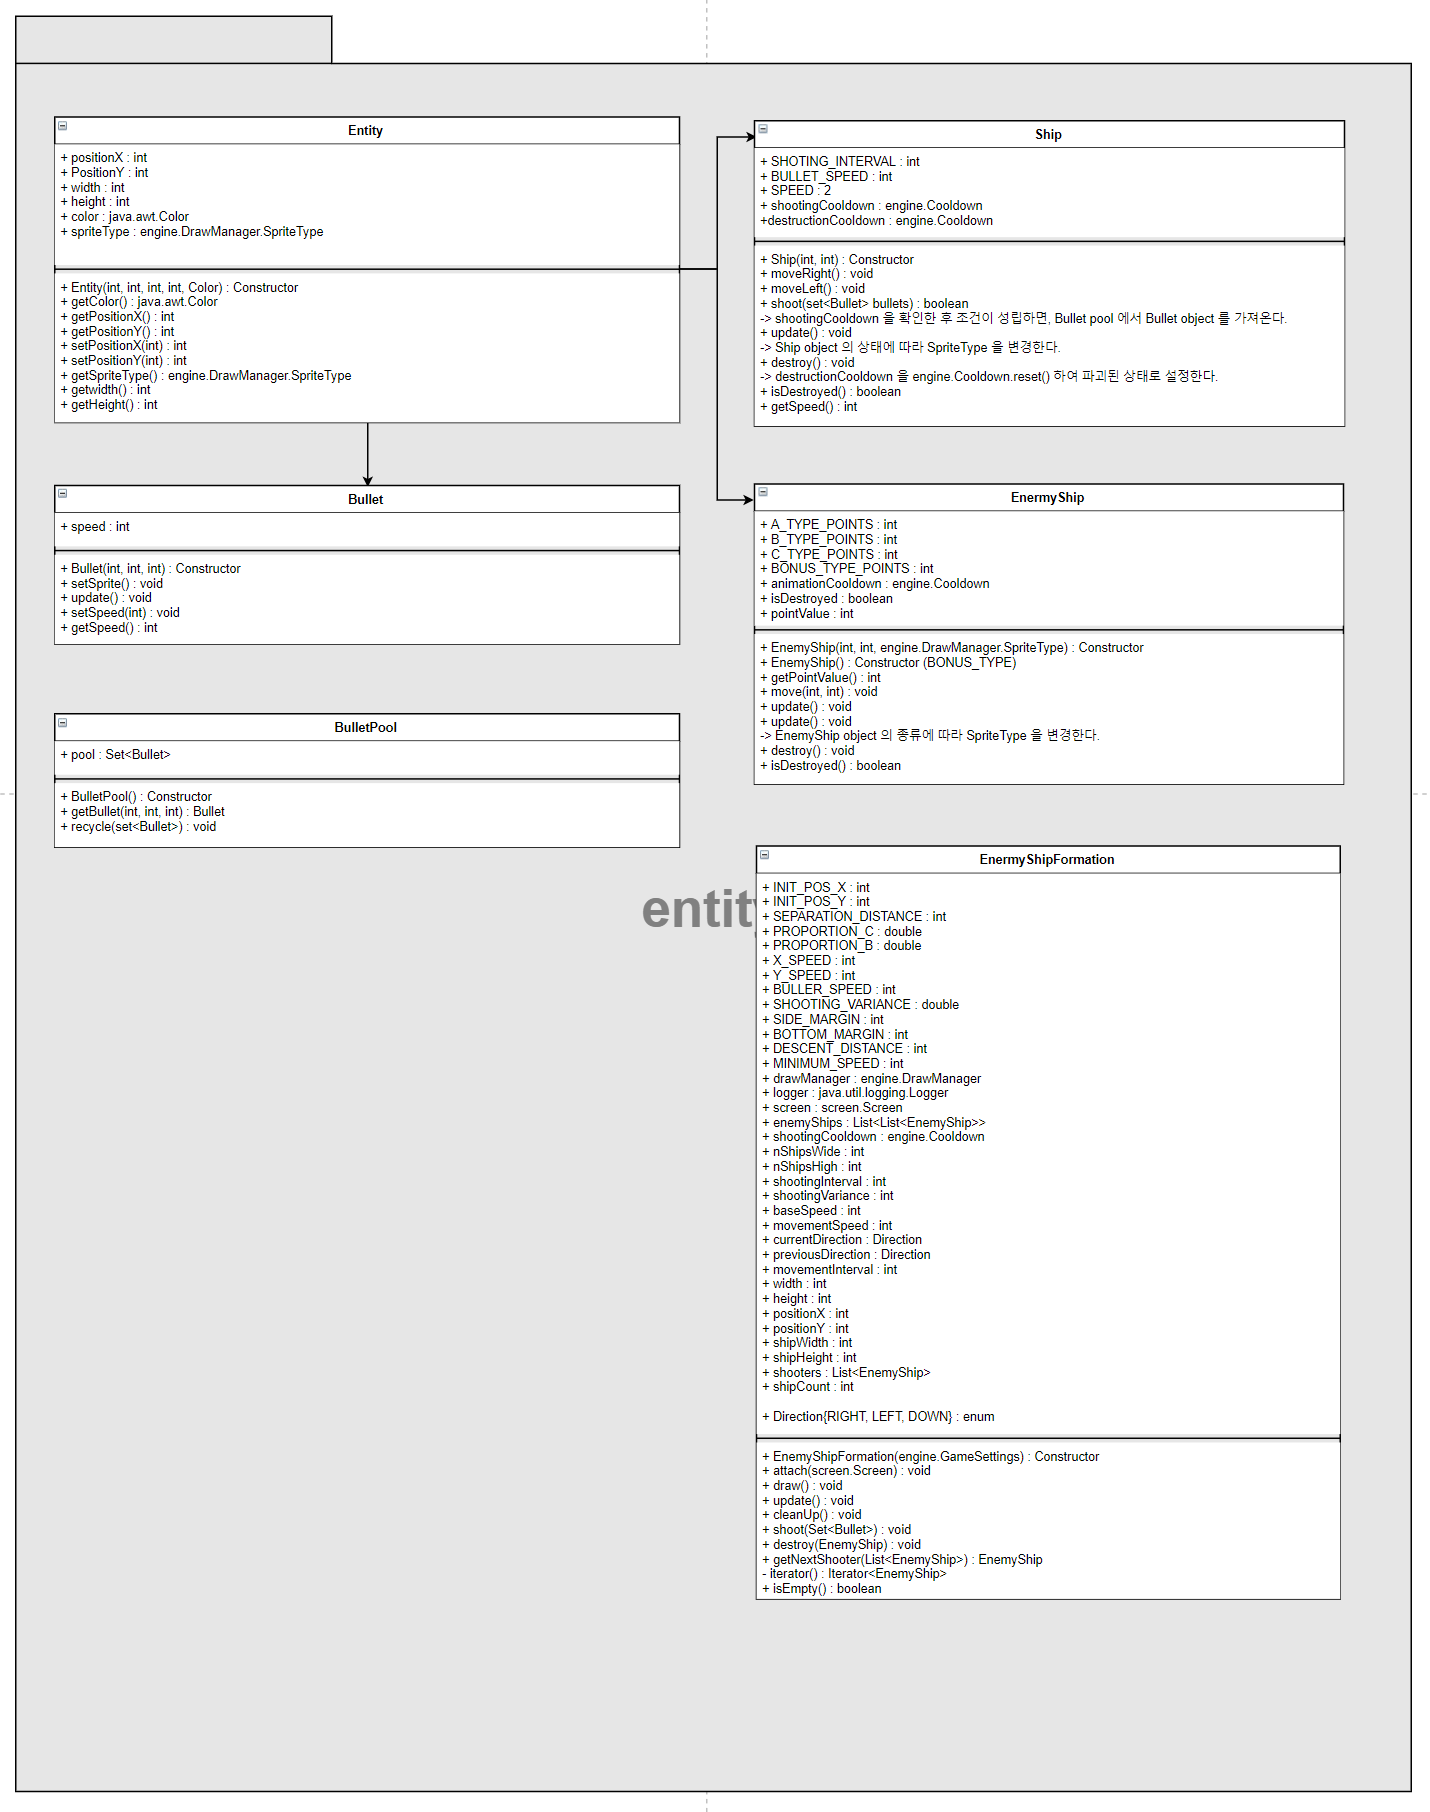 Entity
+ positionX : int
+ PositionY : int
+ width : int
+ height : int
+ color : java.awt.Color
+ spriteType : engine.DrawManager.SpriteType
+ Entity(int, int, int, int, Color) : Constructor
+ getColor() : java.awt.Color
+ getPositionX() : int
+ getPositionY() : int
+ setPositionX(int) : int
+ setPositionY(int) : int
+ getSpriteType() : engine.DrawManager.SpriteType
+ getwidth() : int
+ getHeight() : int
Ship
+ SHOTING_INTERVAL : int
+ BULLET_SPEED : int
+ SPEED : 2
+ shootingCooldown : engine.Cooldown
+destructionCooldown : engine.Cooldown
+ Ship(int, int) : Constructor
+ moveRight() : void
+ moveLeft() : void
+ shoot(set<Bullet> bullets) : boolean
-> shootingCooldown 을 확인한 후 조건이 성립하면, Bullet pool 에서 Bullet object 를 가져온다.
+ update() : void
-> Ship object 의 상태에 따라 SpriteType 을 변경한다.
+ destroy() : void
-> destructionCooldown 을 engine.Cooldown.reset() 하여 파괴된 상태로 설정한다.
+ isDestroyed() : boolean
+ getSpeed() : int
Bullet
+ speed : int
+ Bullet(int, int, int) : Constructor
+ setSprite() : void
+ update() : void
+ setSpeed(int) : void
+ getSpeed() : int
EnermyShip
+ A_TYPE_POINTS : int
+ B_TYPE_POINTS : int
+ C_TYPE_POINTS : int
+ BONUS_TYPE_POINTS : int
+ animationCooldown : engine.Cooldown
+ isDestroyed : boolean
+ pointValue : int
+ EnemyShip(int, int, engine.DrawManager.SpriteType) : Constructor
+ EnemyShip() : Constructor (BONUS_TYPE)
+ getPointValue() : int
+ move(int, int) : void
+ update() : void
+ update() : void
-> EnemyShip object 의 종류에 따라 SpriteType 을 변경한다.
+ destroy() : void
+ isDestroyed() : boolean
BulletPool
+ pool : Set<Bullet>
+ BulletPool() : Constructor
+ getBullet(int, int, int) : Bullet
+ recycle(set<Bullet>) : void
entity
EnermyShipFormation
+ INIT_POS_X : int
+ INIT_POS_Y : int
+ SEPARATION_DISTANCE : int
+ PROPORTION_C : double
+ PROPORTION_B : double
+ X_SPEED : int
+ Y_SPEED : int
+ BULLER_SPEED : int
+ SHOOTING_VARIANCE : double
+ SIDE_MARGIN : int
+ BOTTOM_MARGIN : int
+ DESCENT_DISTANCE : int
+ MINIMUM_SPEED : int
+ drawManager : engine.DrawManager
+ logger : java.util.logging.Logger
+ screen : screen.Screen
+ enemyShips : List<List<EnemyShip>>
+ shootingCooldown : engine.Cooldown
+ nShipsWide : int
+ nShipsHigh : int
+ shootingInterval : int
+ shootingVariance : int
+ baseSpeed : int
+ movementSpeed : int
+ currentDirection : Direction
+ previousDirection : Direction
+ movementInterval : int
+ width : int
+ height : int
+ positionX : int
+ positionY : int
+ shipWidth : int
+ shipHeight : int
+ shooters : List<EnemyShip>
+ shipCount : int
+ Direction{RIGHT, LEFT, DOWN} : enum
+ EnemyShipFormation(engine.GameSettings) : Constructor
+ attach(screen.Screen) : void
+ draw() : void
+ update() : void
+ cleanUp() : void
+ shoot(Set<Bullet>) : void
+ destroy(EnemyShip) : void
+ getNextShooter(List<EnemyShip>) : EnemyShip
- iterator() : Iterator<EnemyShip>
+ isEmpty() : boolean